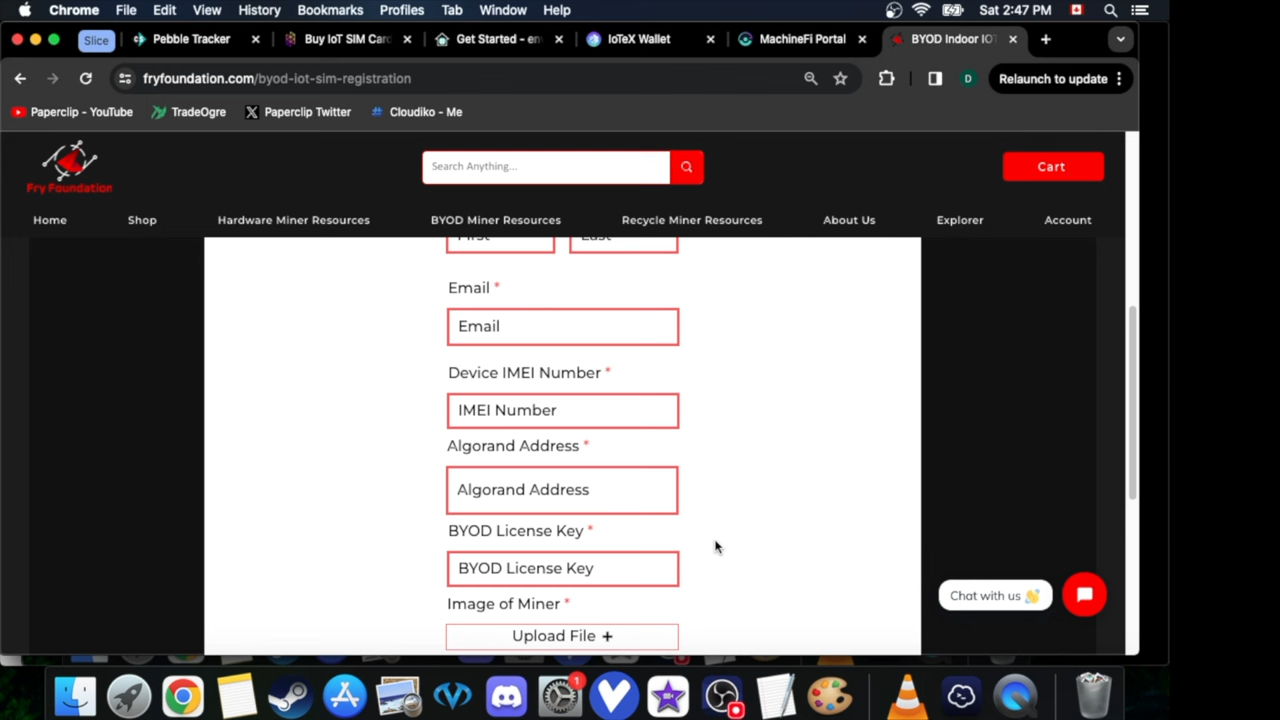 Chrome File Edit View History Bookmarks Profiles Tab Window Help Sat 2:47 PM
Slice Pebble Tracker Buy IoT SIM Car Get Started - en IoTeX Wallet MachineFi Portal BYOD Indoor IO
fryfoundation.com/byod-iot-sim-registration D Relaunch to update
Paperclip - YouTube TradeOgre Paperclip Twitter Cloudiko - Me
Fry Foundation
Search Anything...
Cart
Home Shop Hardware Miner Resources BYOD Miner Resources Recycle Miner Resources About Us Explorer Account
First Last
Email *
Email
Device IMEI Number *
IMEI Number
Algorand Address *
Algorand Address
BYOD License Key *
BYOD License Key
Chat with us 👋
Image of Miner *
Upload File +
1